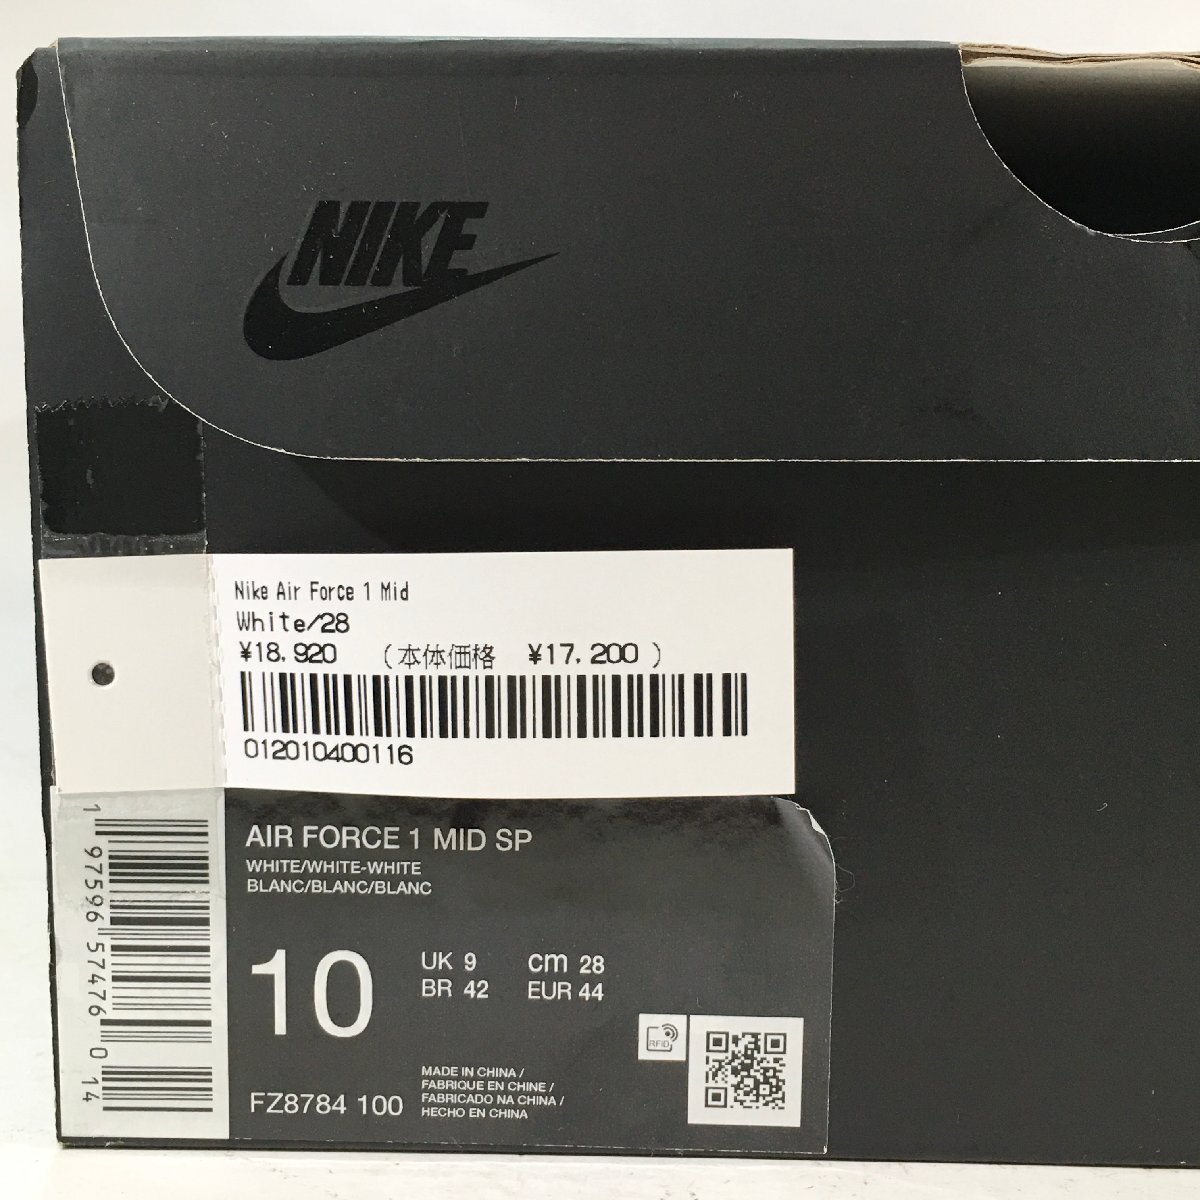 NIKE
Nike Air Force 1 Mid
White/28
¥18,920 (本体価格 ¥17,200 )
012010400116
1 97596 57476 0 14
AIR FORCE 1 MID SP
WHITE/WHITE-WHITE
BLANC/BLANC/BLANC
10
UK 9 cm 28
BR 42 EUR 44
RFID
FZ8784 100
MADE IN CHINA /
FABRIQUE EN CHINE /
FABRICADO NA CHINA /
HECHO EN CHINA